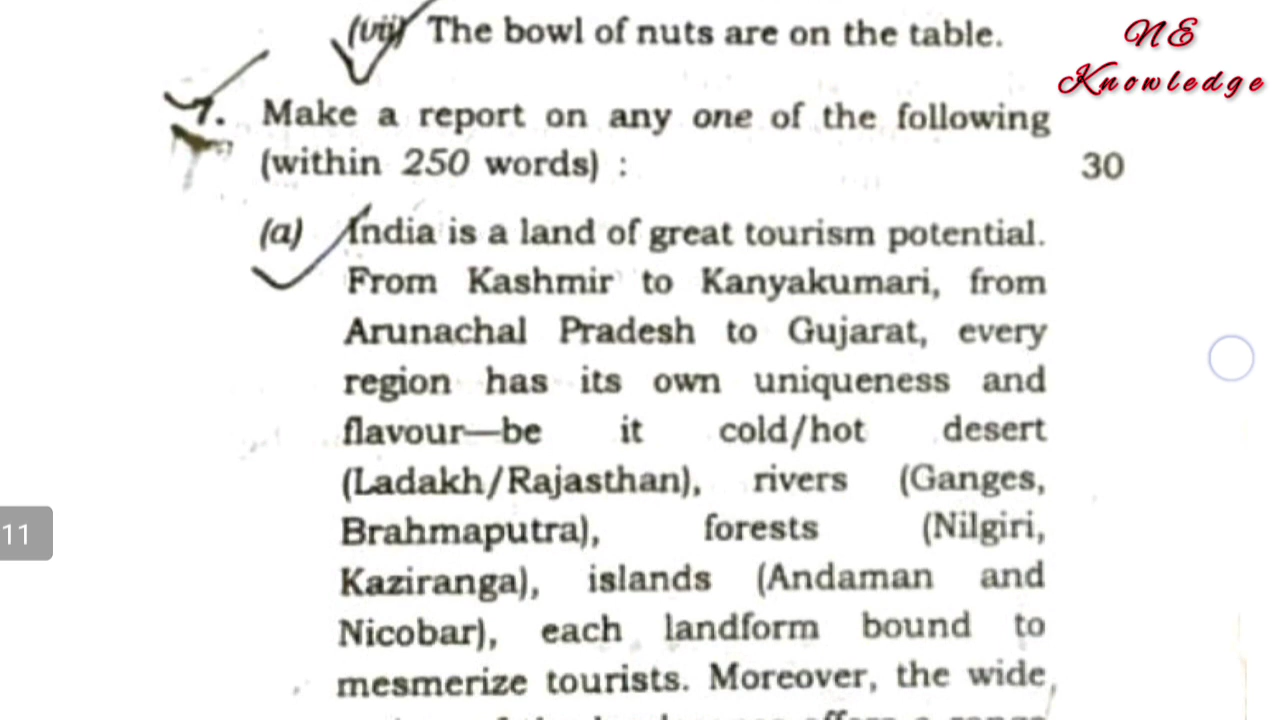 (vii) The bowl of nuts are on the table.
NE
Knowledge
7. Make a report on any one of the following
(within 250 words) : 30
(a) India is a land of great tourism potential.
From Kashmir to Kanyakumari, from
Arunachal Pradesh to Gujarat, every
region has its own uniqueness and
flavour—be it cold/hot desert
(Ladakh/Rajasthan), rivers (Ganges,
Brahmaputra), forests (Nilgiri,
11
Kaziranga), islands (Andaman and
Nicobar), each landform bound to
mesmerize tourists. Moreover, the wide